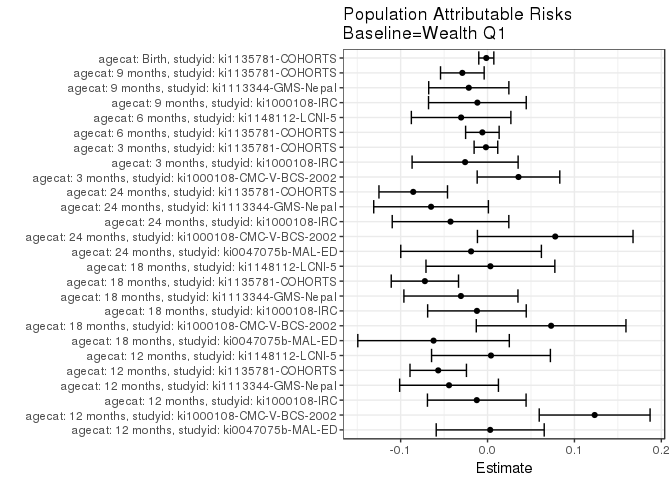 Population Attributable Risks
Baseline=Wealth Q1
agecat: Birth, studyid: ki1135781-COHORTS
agecat: 9 months, studyid: ki1135781-COHORTS
agecat: 9 months, studyid: ki1113344-GMS-Nepal
agecat: 9 months, studyid: ki1000108-IRC
agecat: 6 months, studyid: ki1148112-LCNI-5
agecat: 6 months, studyid: ki1135781-COHORTS
agecat: 3 months, studyid: ki1135781-COHORTS
agecat: 3 months, studyid: ki1000108-IRC
agecat: 3 months, studyid: ki1000108-CMC-V-BCS-2002
agecat: 24 months, studyid: ki1135781-COHORTS
agecat: 24 months, studyid: ki1113344-GMS-Nepal
agecat: 24 months, studyid: ki1000108-IRC
agecat: 24 months, studyid: ki1000108-CMC-V-BCS-2002
agecat: 24 months, studyid: ki0047075b-MAL-ED
agecat: 18 months, studyid: ki1148112-LCNI-5
agecat: 18 months, studyid: ki1135781-COHORTS
agecat: 18 months, studyid: ki1113344-GMS-Nepal
agecat: 18 months, studyid: ki1000108-IRC
agecat: 18 months, studyid: ki1000108-CMC-V-BCS-2002
agecat: 18 months, studyid: ki0047075b-MAL-ED
agecat: 12 months, studyid: ki1148112-LCNI-5
agecat: 12 months, studyid: ki1135781-COHORTS
agecat: 12 months, studyid: ki1113344-GMS-Nepal
agecat: 12 months, studyid: ki1000108-IRC
agecat: 12 months, studyid: ki1000108-CMC-V-BCS-2002
agecat: 12 months, studyid: ki0047075b-MAL-ED
-0.1 0.0 0.1 0.2
Estimate